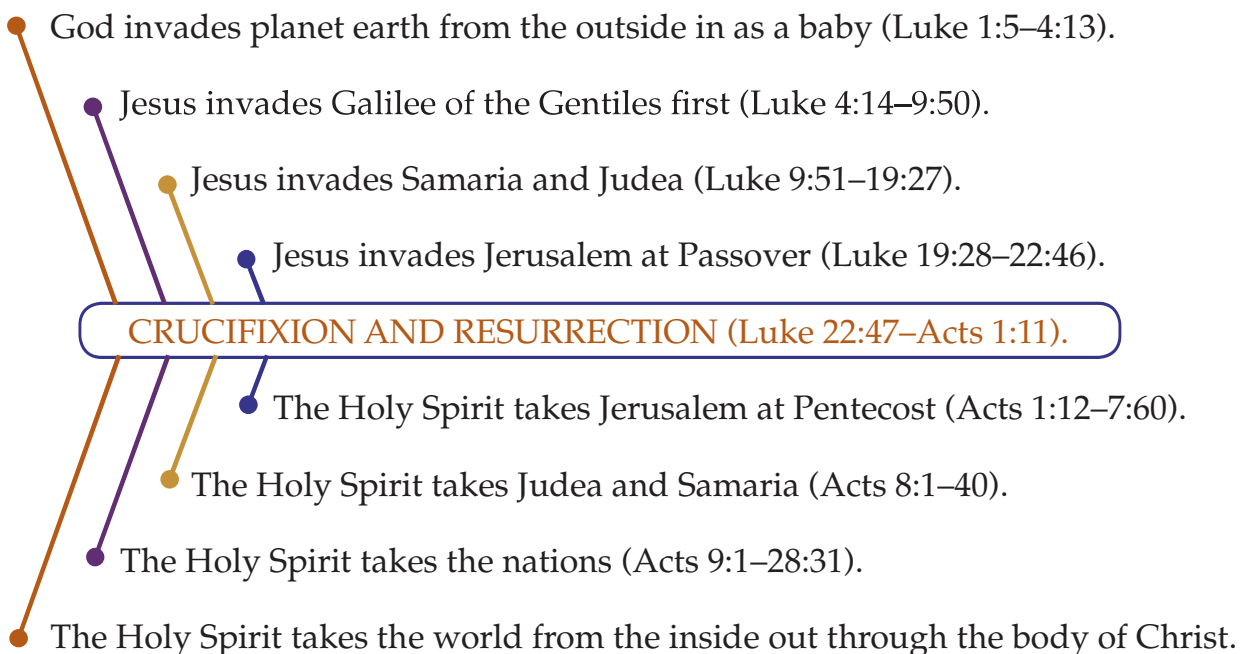 God invades planet earth from the outside in as a baby (Luke 1:5–4:13).
Jesus invades Galilee of the Gentiles first (Luke 4:14–9:50).
Jesus invades Samaria and Judea (Luke 9:51–19:27).
Jesus invades Jerusalem at Passover (Luke 19:28–22:46).
CRUCIFIXION AND RESURRECTION (Luke 22:47–Acts 1:11).
The Holy Spirit takes Jerusalem at Pentecost (Acts 1:12–7:60).
The Holy Spirit takes Judea and Samaria (Acts 8:1–40).
The Holy Spirit takes the nations (Acts 9:1–28:31).
The Holy Spirit takes the world from the inside out through the body of Christ.